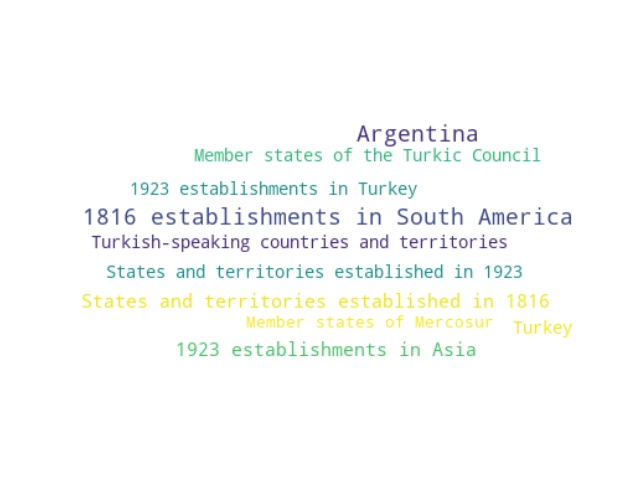 Argentina
Member states of the Turkic Council
1923 establishments in Turkey
1816 establishments in South America
Turkish-speaking countries and territories
States and territories established in 1923
States and territories established in 1816
Member states of Mercosur
Turkey
1923 establishments in Asia